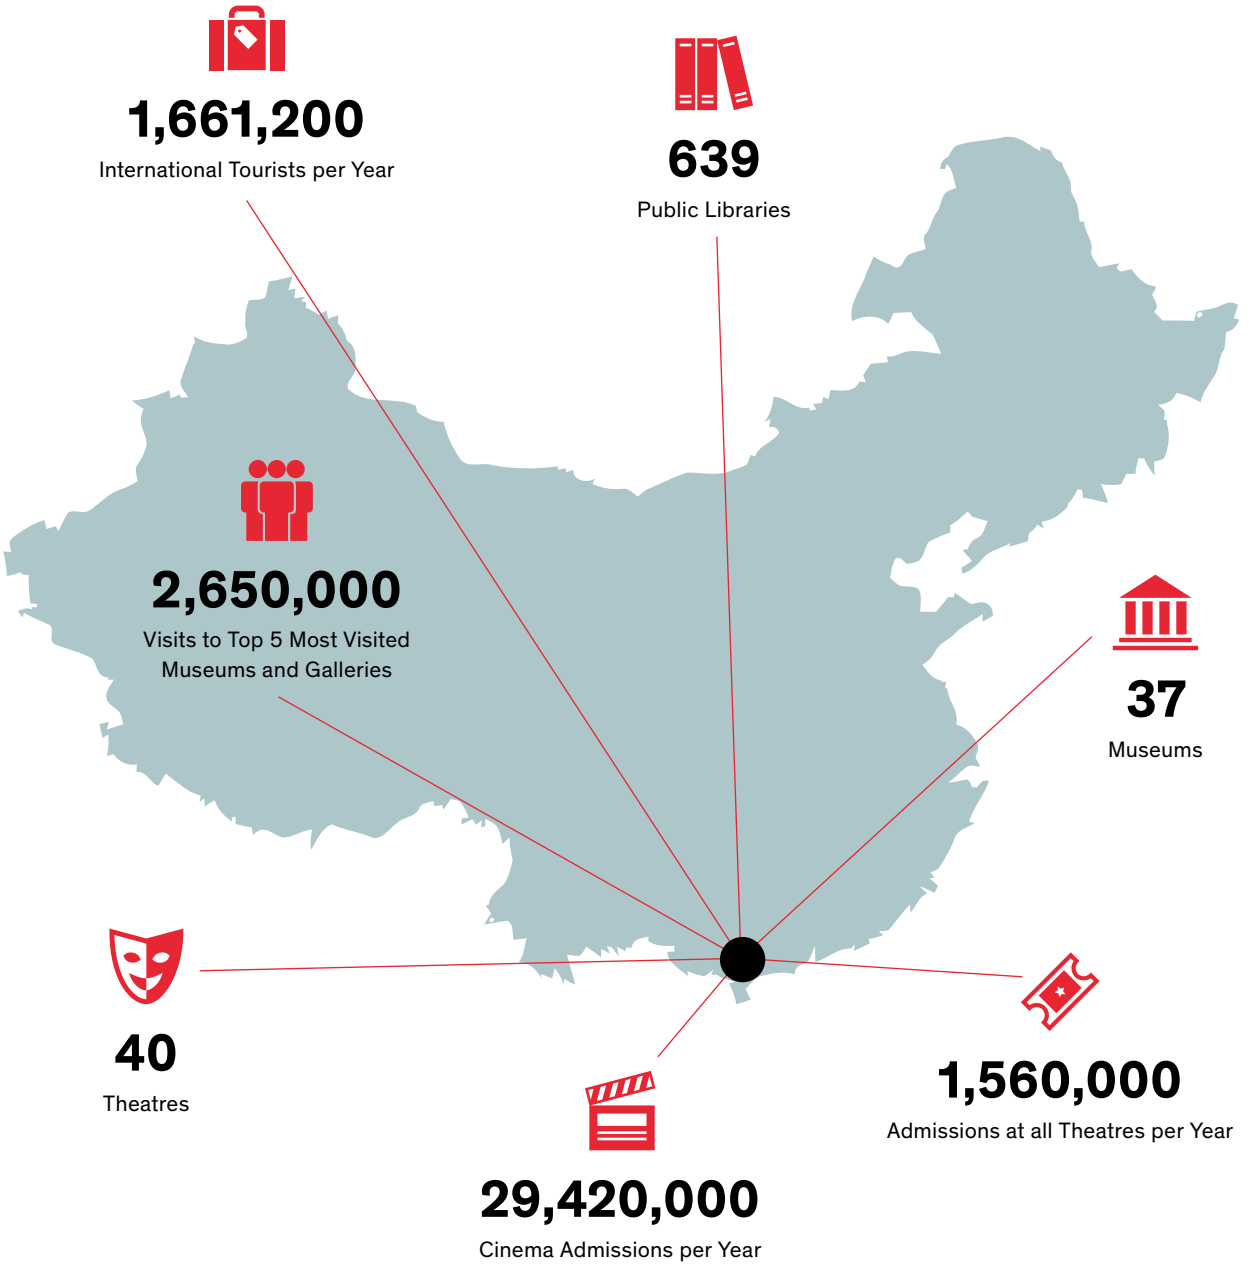 1,661,200
International Tourists per Year
639
Public Libraries
2,650,000
Visits to Top 5 Most Visited
Museums and Galleries
37
Museums
40
Theatres
1,560,000
Admissions at all Theatres per Year
29,420,000
Cinema Admissions per Year